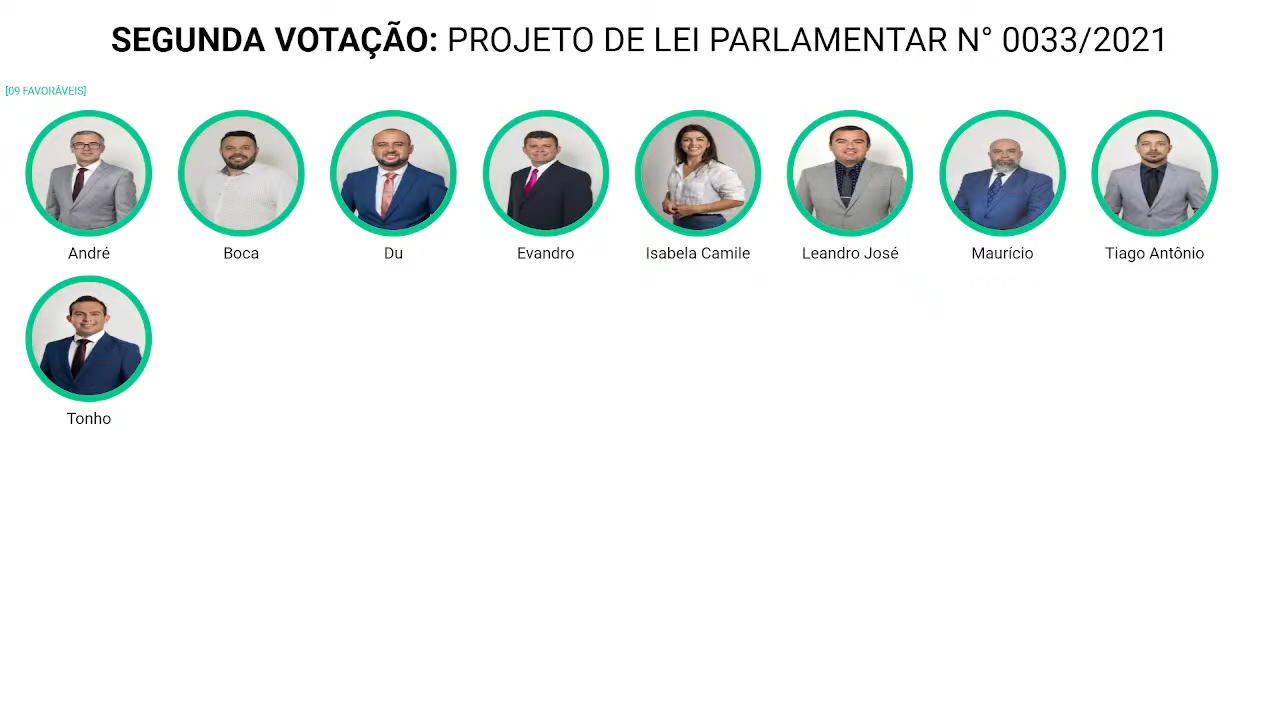 SEGUNDA VOTAÇÃO: PROJETO DE LEI PARLAMENTAR N° 0033/2021
[09 FAVORÁVEIS]
André Boca Du Evandro Isabela Camile Leandro José Maurício Tiago Antônio
Tonho